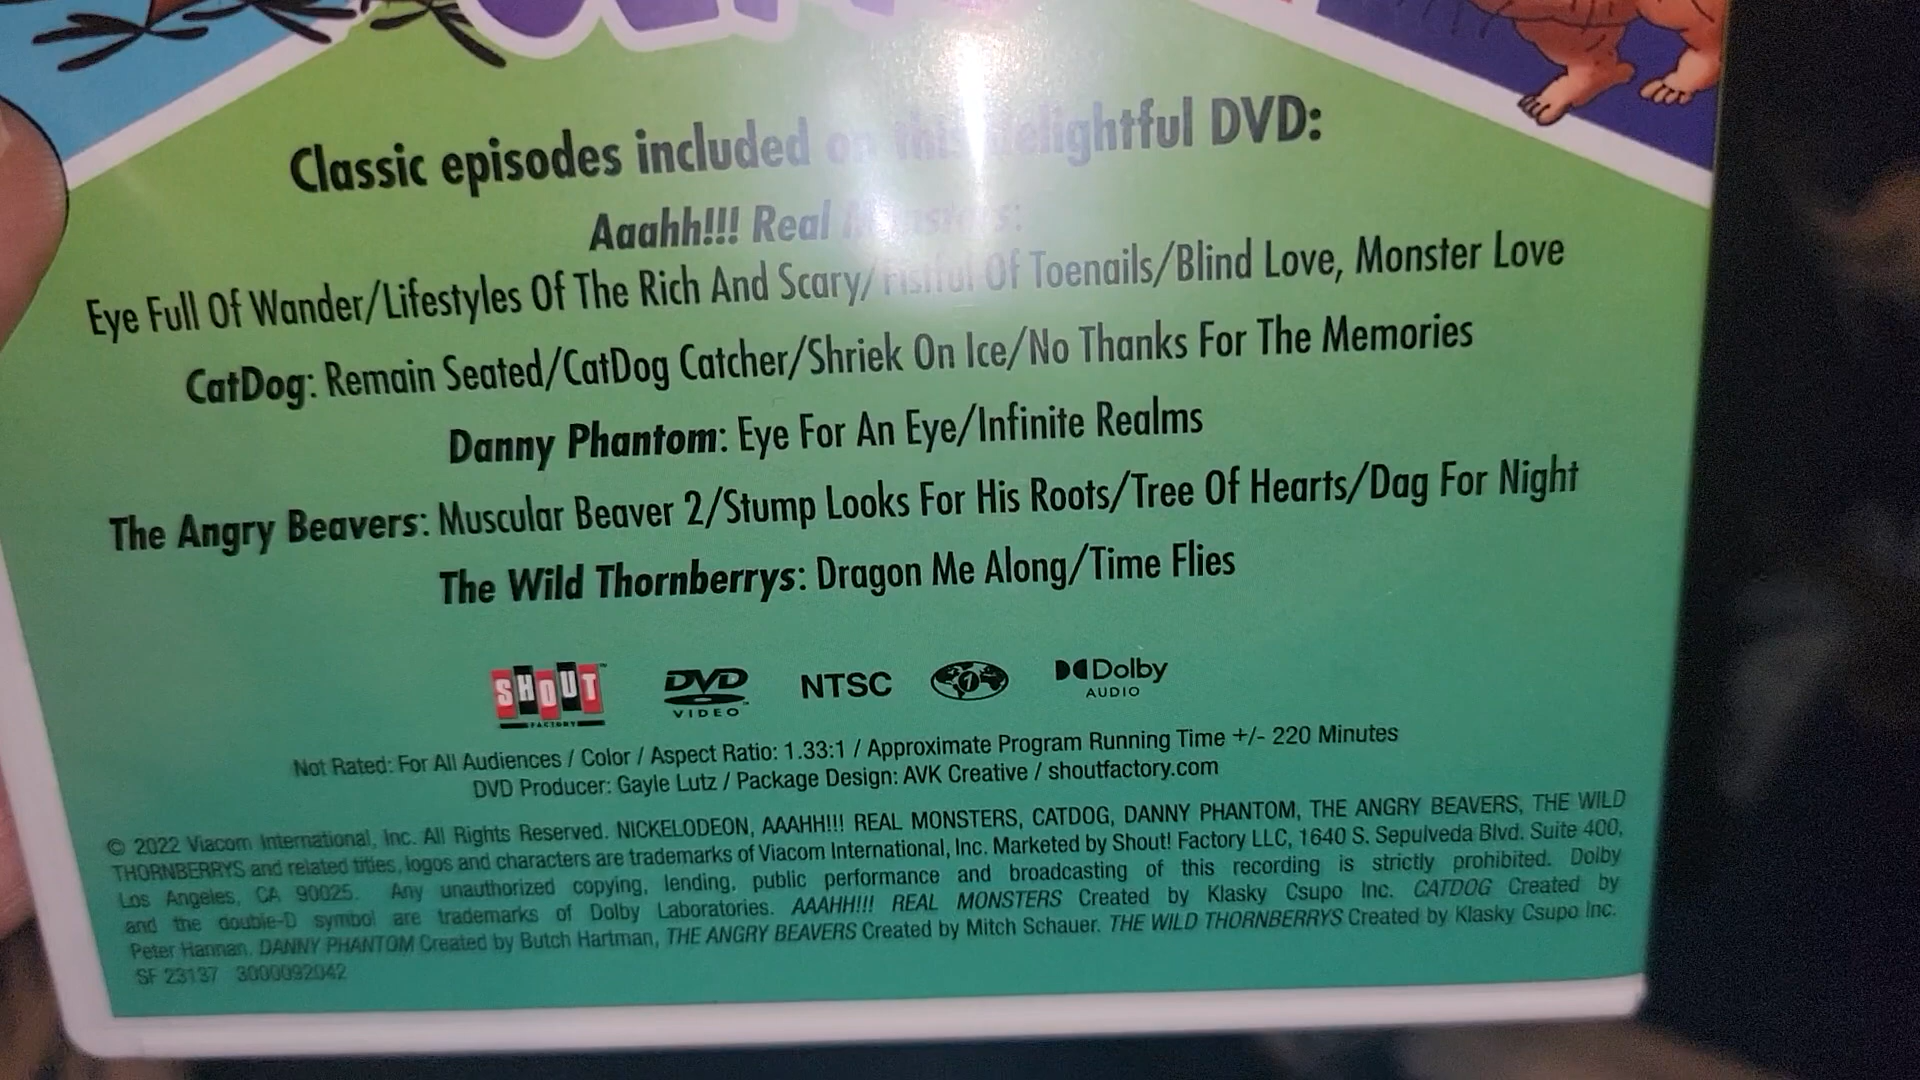 Classic episodes included on this delightful DVD:
Aaahh!!! Real Monsters:
Eye Full Of Wander/Lifestyles Of The Rich And Scary/Fistful Of Toenails/Blind Love, Monster Love
CatDog: Remain Seated/CatDog Catcher/Shriek On Ice/No Thanks For The Memories
Danny Phantom: Eye For An Eye/Infinite Realms
The Angry Beavers: Muscular Beaver 2/Stump Looks For His Roots/Tree Of Hearts/Dag For Night
The Wild Thornberrys: Dragon Me Along/Time Flies
SHOUT FACTORY DVD VIDEO NTSC 1 Dolby AUDIO
Not Rated: For All Audiences / Color / Aspect Ratio: 1.33:1 / Approximate Program Running Time +/- 220 Minutes
DVD Producer: Gayle Lutz / Package Design: AVK Creative / shoutfactory.com
© 2022 Viacom International, Inc. All Rights Reserved. NICKELODEON, AAAHH!!! REAL MONSTERS, CATDOG, DANNY PHANTOM, THE ANGRY BEAVERS, THE WILD
THORNBERRYS and related titles, logos and characters are trademarks of Viacom International, Inc. Marketed by Shout! Factory LLC, 1640 S. Sepulveda Blvd. Suite 400,
Los Angeles, CA 90025. Any unauthorized copying, lending, public performance and broadcasting of this recording is strictly prohibited. Dolby
and the double-D symbol are trademarks of Dolby Laboratories. AAAHH!!! REAL MONSTERS Created by Klasky Csupo Inc. CATDOG Created by
Peter Hannan. DANNY PHANTOM Created by Butch Hartman, THE ANGRY BEAVERS Created by Mitch Schauer. THE WILD THORNBERRYS Created by Klasky Csupo Inc.
SF 23137 3000092042